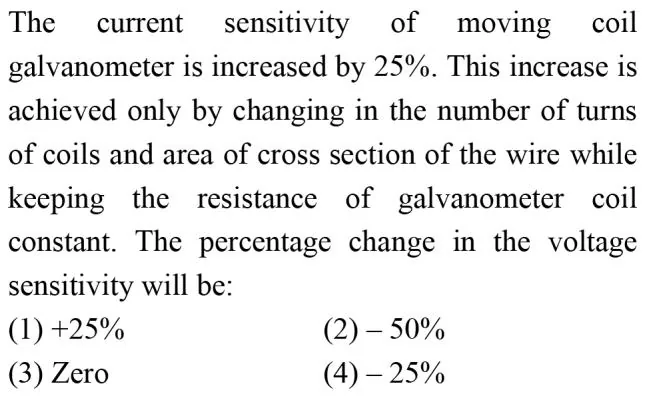 The current sensitivity of moving coil
galvanometer is increased by 25%. This increase is
achieved only by changing in the number of turns
of coils and area of cross section of the wire while
keeping the resistance of galvanometer coil
constant. The percentage change in the voltage
sensitivity will be:
(1) +25% (2) – 50%
(3) Zero (4) – 25%